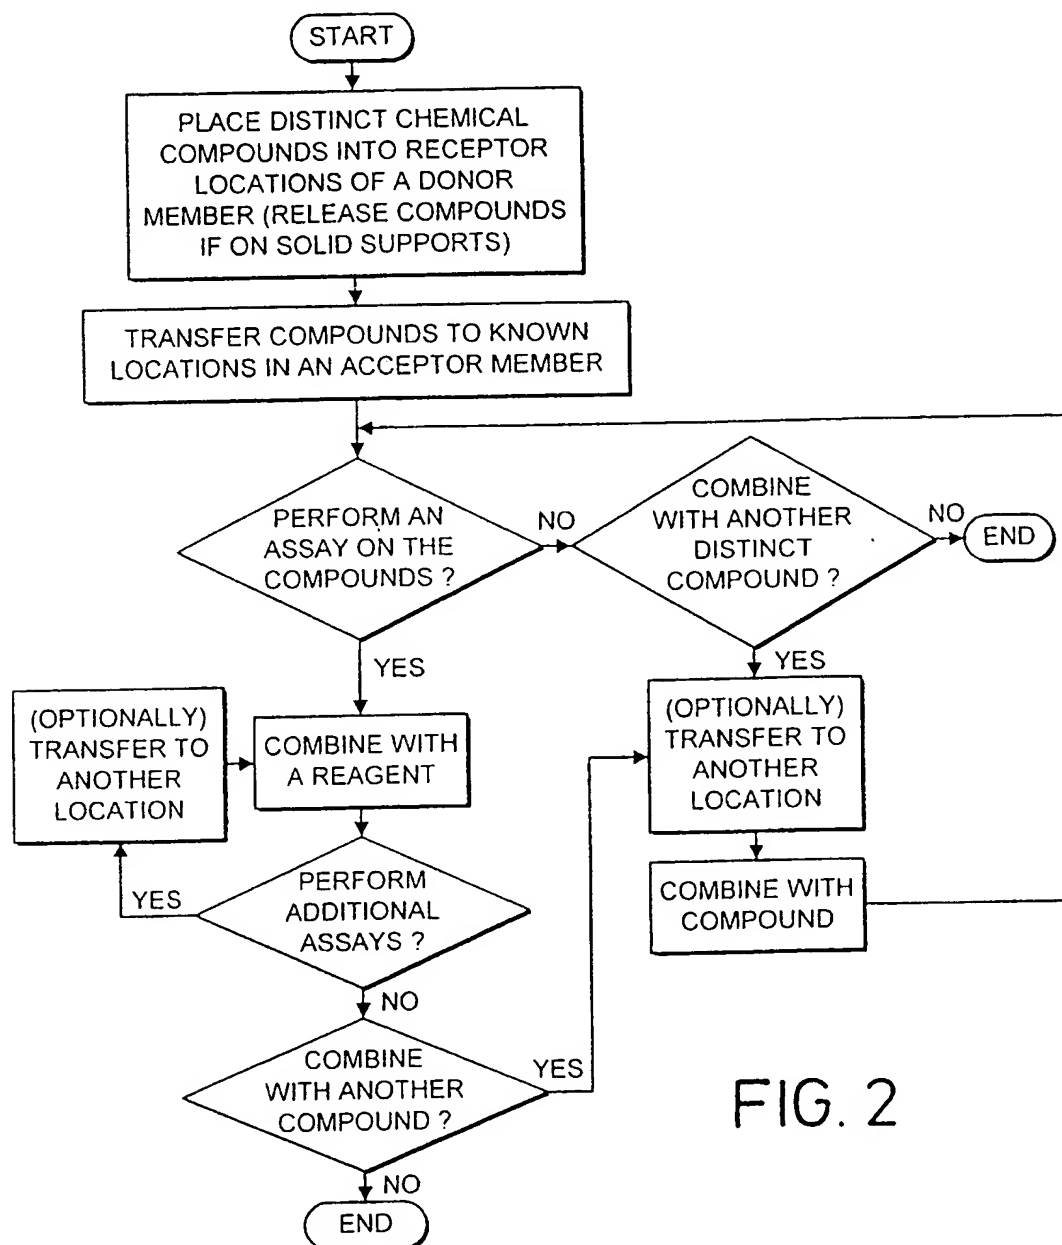 START
PLACE DISTINCT CHEMICAL
COMPOUNDS INTO RECEPTOR
LOCATIONS OF A DONOR
MEMBER (RELEASE COMPOUNDS
IF ON SOLID SUPPORTS)
TRANSFER COMPOUNDS TO KNOWN
LOCATIONS IN AN ACCEPTOR MEMBER
PERFORM AN
ASSAY ON THE
COMPOUNDS ?
NO
COMBINE
WITH ANOTHER
DISTINCT
COMPOUND ?
NO
END
YES
YES
(OPTIONALLY)
TRANSFER TO
ANOTHER
LOCATION
COMBINE WITH
A REAGENT
(OPTIONALLY)
TRANSFER TO
ANOTHER
LOCATION
YES
PERFORM
ADDITIONAL
ASSAYS ?
COMBINE WITH
COMPOUND
NO
COMBINE
WITH ANOTHER
COMPOUND ?
YES
NO
END
FIG. 2